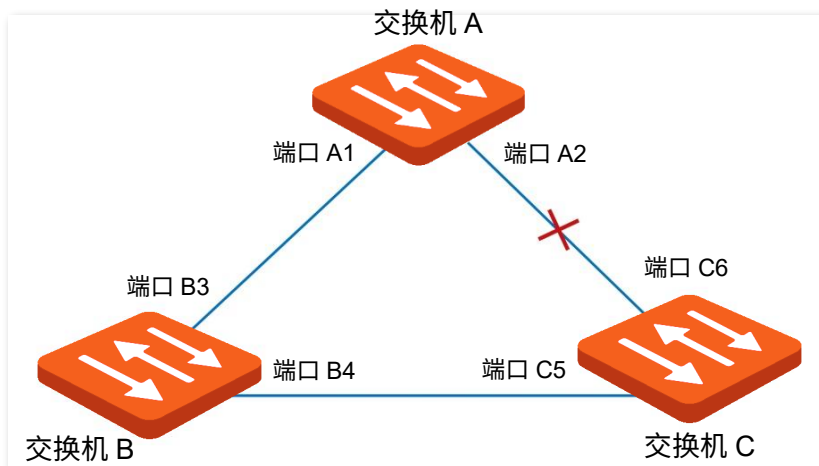 交换机 A
端口 A1
端口 A2
端口 C6
端口 B3
端口 B4
端口 C5
交换机 B
交换机 C